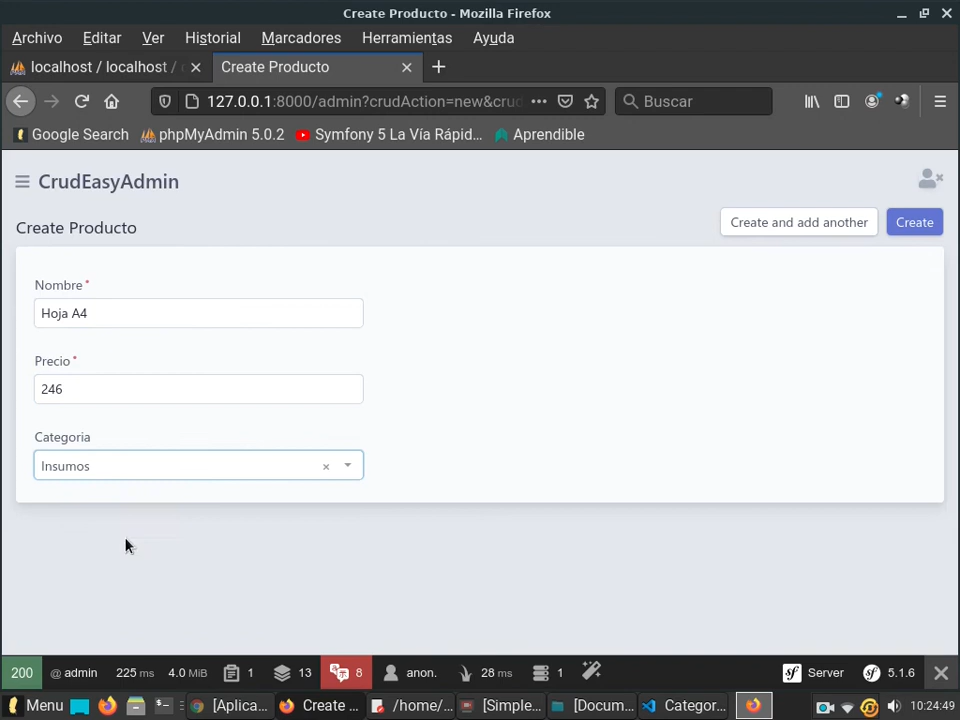 Create Producto - Mozilla Firefox
Archivo Editar Ver Historial Marcadores Herramientas Ayuda
localhost / localhost / Create Producto
127.0.0.1:8000/admin?crudAction=new&crud Buscar
Google Search phpMyAdmin 5.0.2 Symfony 5 La Vía Rápid... Aprendible
CrudEasyAdmin
Create Producto Create and add another Create
Nombre*
Hoja A4
Precio*
246
Categoria
Insumos
200 @ admin 225 ms 4.0 MiB 1 13 8 anon. 28 ms 1 Server 5.1.6
Menu [Aplica... Create ... /home/... [Simple... [Docum... Categor... 10:24:49